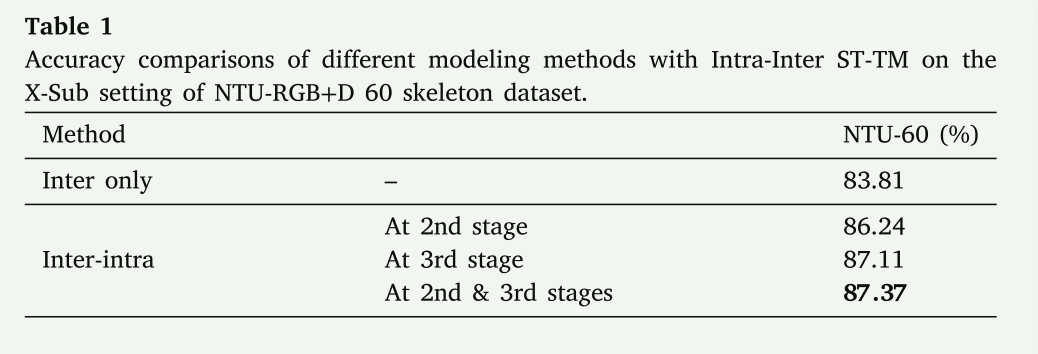 Table 1
Accuracy comparisons of different modeling methods with Intra-Inter ST-TM on the
X-Sub setting of NTU-RGB+D 60 skeleton dataset.
Method NTU-60 (%)
Inter only – 83.81
At 2nd stage 86.24
Inter-intra At 3rd stage 87.11
At 2nd & 3rd stages 87.37